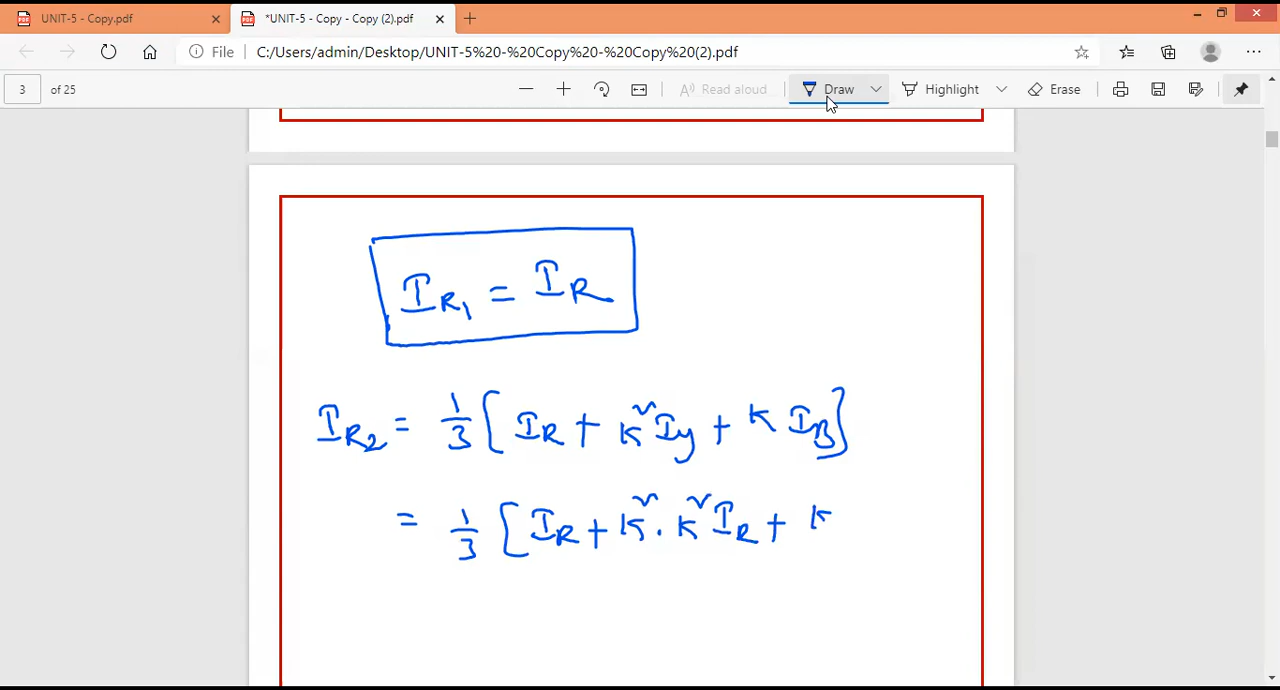 UNIT-5 - Copy.pdf
*UNIT-5 - Copy - Copy (2).pdf
File C:/Users/admin/Desktop/UNIT-5%20-%20Copy%20-%20Copy%20(2).pdf
3 of 25 Read aloud Draw Highlight Erase
I_R1 = I_R
I_R2 = 1/3 [I_R + K² I_y + K I_B]
= 1/3 [I_R + K² . K² I_R + K